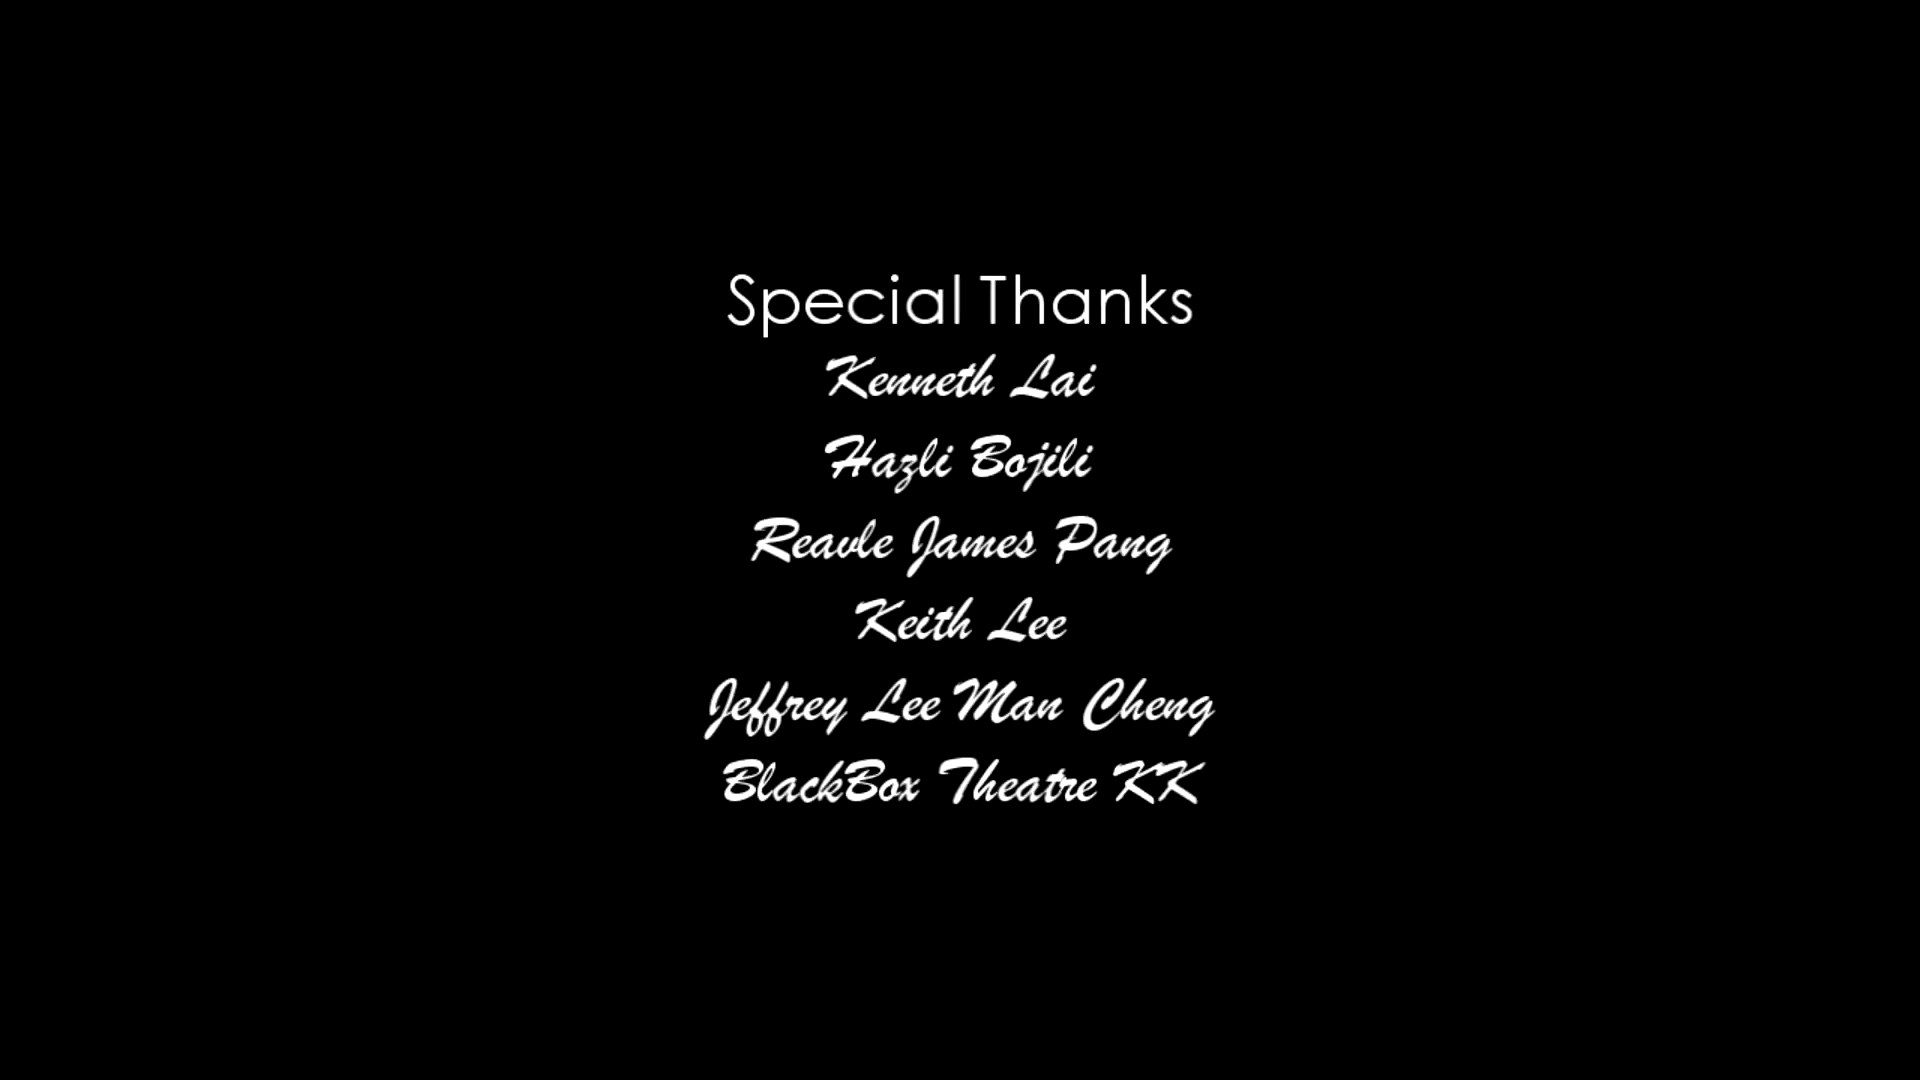 Special Thanks
Kenneth Lai
Hazli Bojili
Reavle James Pang
Keith Lee
Jeffrey Lee Man Cheng
BlackBox Theatre KK